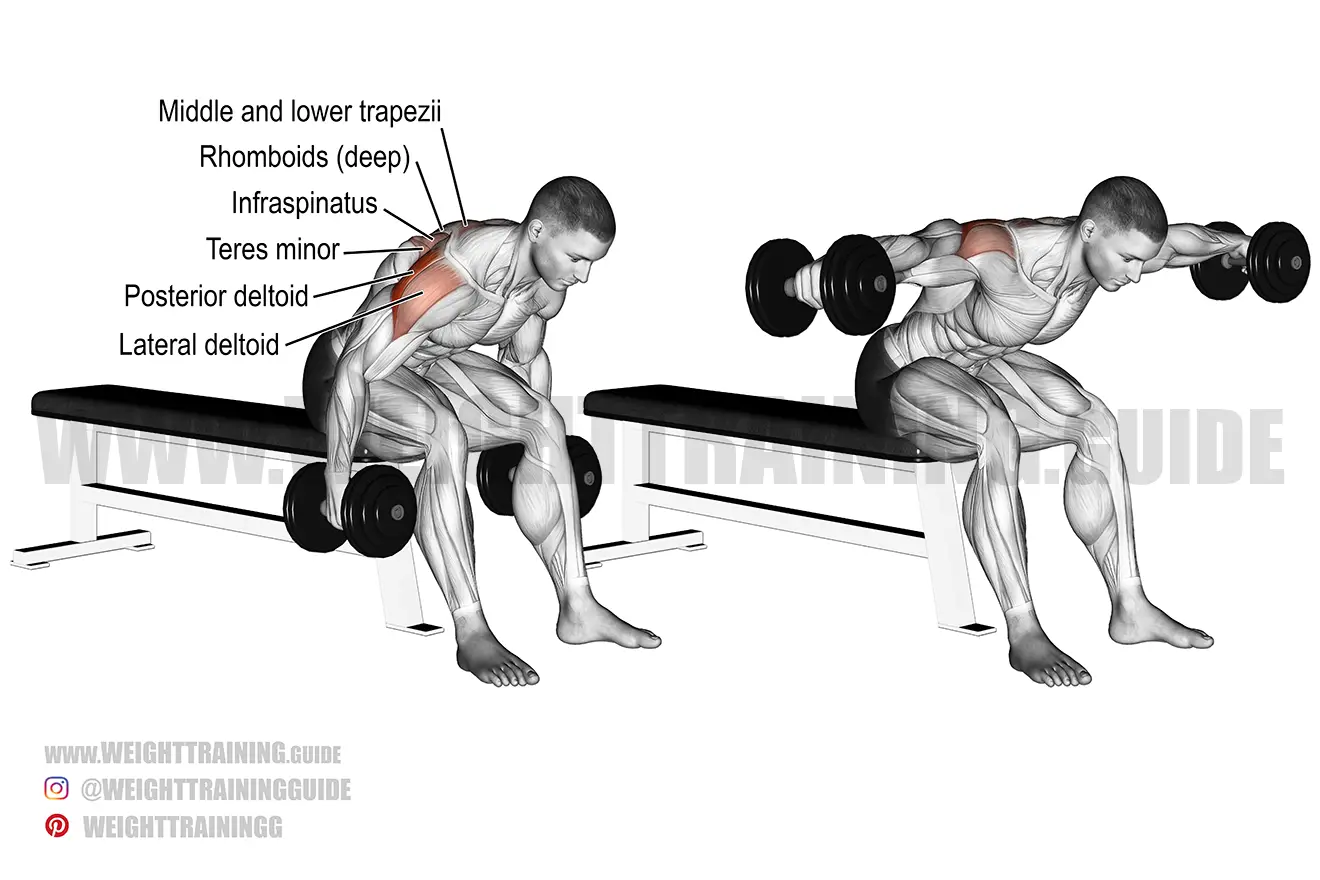 Middle and lower trapezii
Rhomboids (deep)
Infraspinatus
Teres minor
Posterior deltoid
Lateral deltoid
WWW.WEIGHTTRAINING.GUIDE
www.WEIGHTTRAINING.GUIDE
@WEIGHTTRAININGGUIDE
WEIGHTTRAININGG